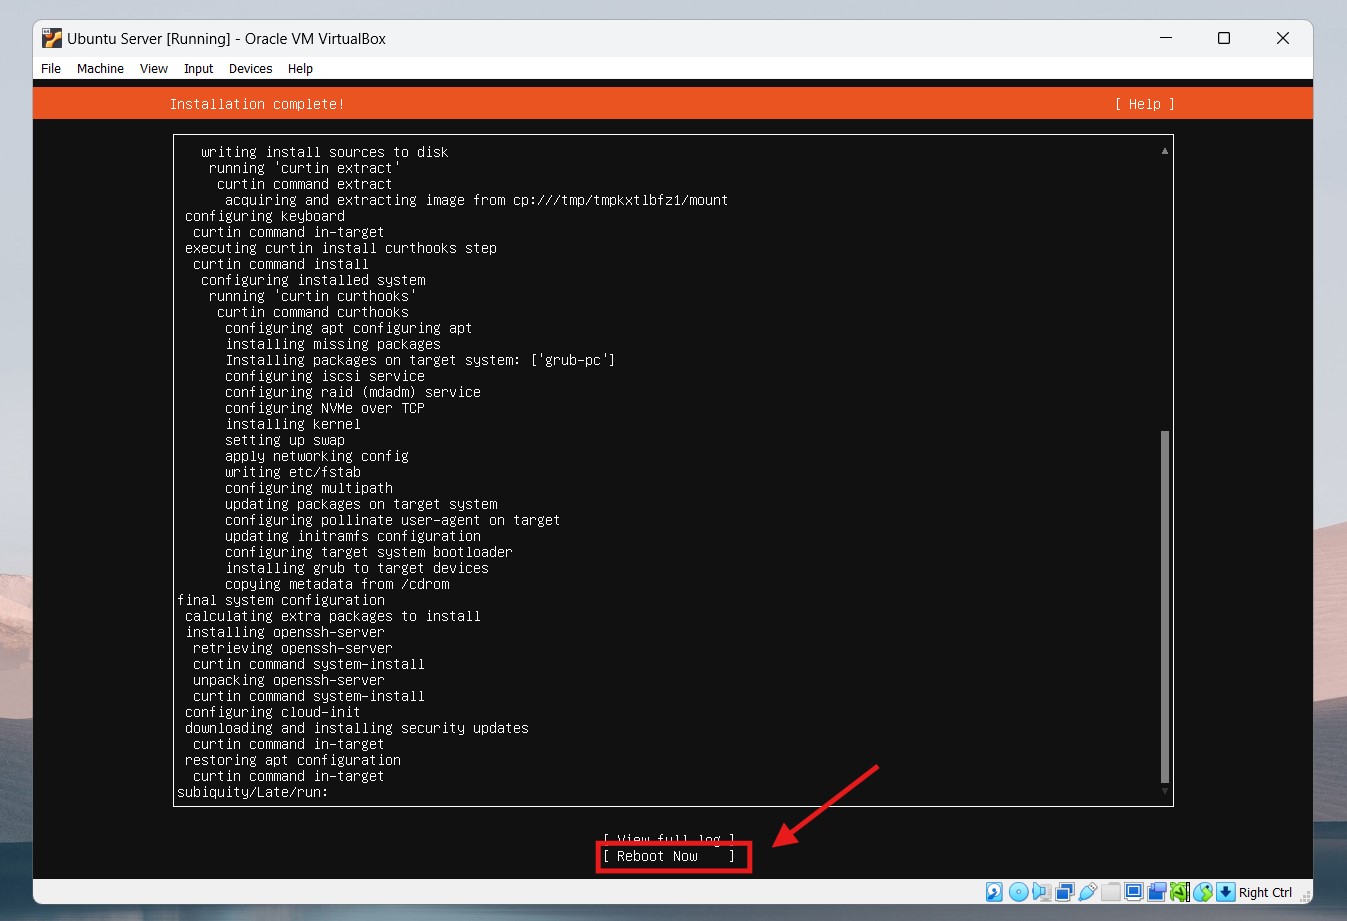 Ubuntu Server [Running] - Oracle VM VirtualBox
File Machine View Input Devices Help
Installation complete! [ Help ]
writing install sources to disk
running 'curtin extract'
curtin command extract
acquiring and extracting image from cp:///tmp/tmpkxtlbfz1/mount
configuring keyboard
curtin command in-target
executing curtin install curthooks step
curtin command install
configuring installed system
running 'curtin curthooks'
curtin command curthooks
configuring apt configuring apt
installing missing packages
Installing packages on target system: ['grub-pc']
configuring iscsi service
configuring raid (mdadm) service
configuring NVMe over TCP
installing kernel
setting up swap
apply networking config
writing etc/fstab
configuring multipath
updating packages on target system
configuring pollinate user-agent on target
updating initramfs configuration
configuring target system bootloader
installing grub to target devices
copying metadata from /cdrom
final system configuration
calculating extra packages to install
installing openssh-server
retrieving openssh-server
curtin command system-install
unpacking openssh-server
curtin command system-install
configuring cloud-init
downloading and installing security updates
curtin command in-target
restoring apt configuration
curtin command in-target
subiquity/Late/run:
[ View full log ]
[ Reboot Now ]
Right Ctrl